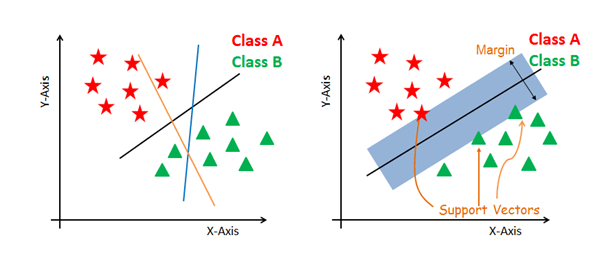 Class A
Class B
Y-Axis
X-Axis
Class A
Margin
Class B
Y-Axis
Support Vectors
X-Axis